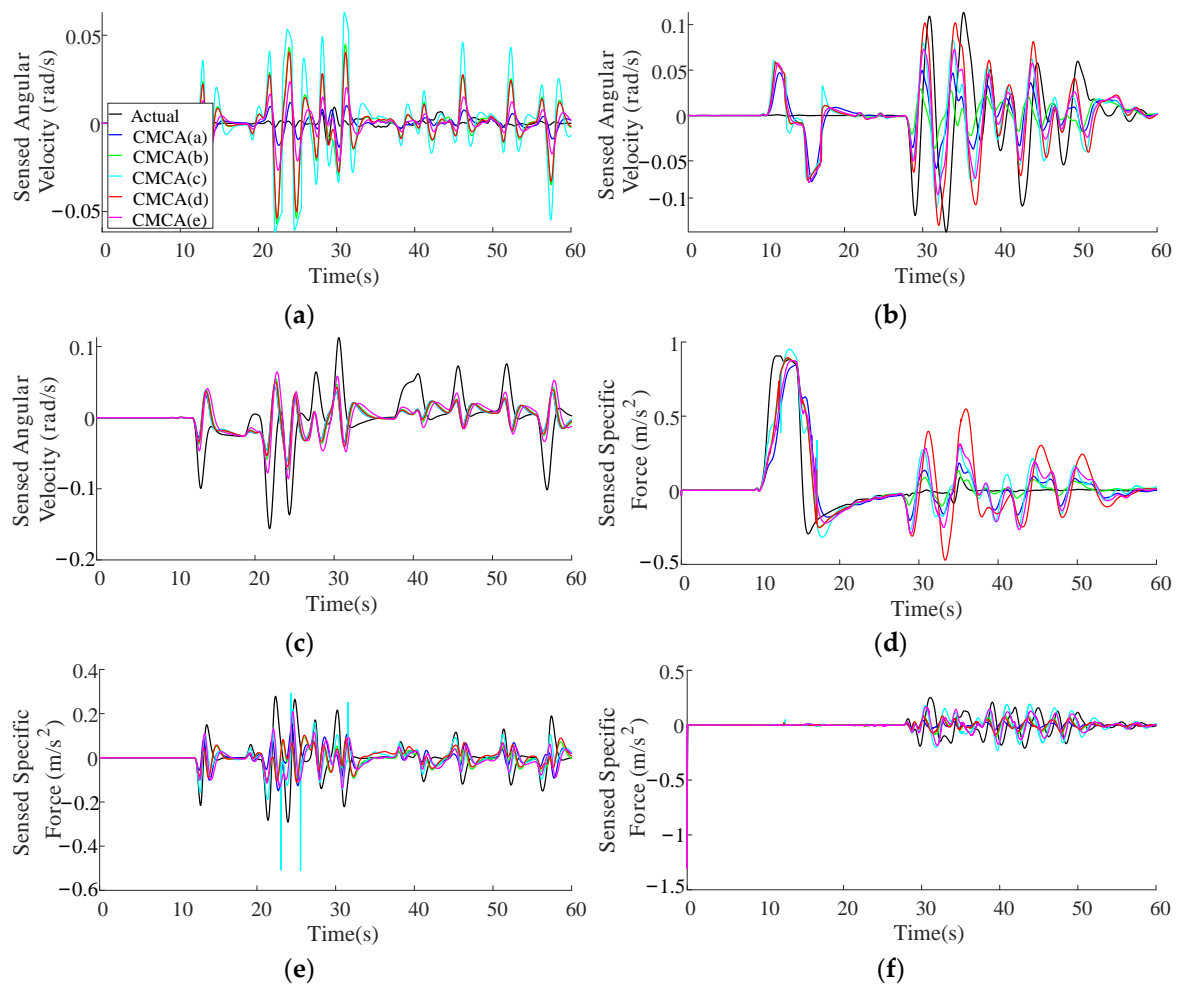 Sensed Angular
Velocity (rad/s)
0.05
0
−0.05
Actual
CMCA(a)
CMCA(b)
CMCA(c)
CMCA(d)
CMCA(e)
0 10 20 30 40 50 60
Time(s)
(a)
Sensed Angular
Velocity (rad/s)
0.1
0.05
0
−0.05
−0.1
0 10 20 30 40 50 60
Time(s)
(b)
Sensed Angular
Velocity (rad/s)
0.1
0
−0.1
−0.2
0 10 20 30 40 50 60
Time(s)
(c)
Sensed Specific
Force (m/s²)
1
0.5
0
−0.5
0 10 20 30 40 50 60
Time(s)
(d)
Sensed Specific
Force (m/s²)
0.4
0.2
0
−0.2
−0.4
−0.6
0 10 20 30 40 50 60
Time(s)
(e)
Sensed Specific
Force (m/s²)
0.5
0
−0.5
−1
−1.5
0 10 20 30 40 50 60
Time(s)
(f)